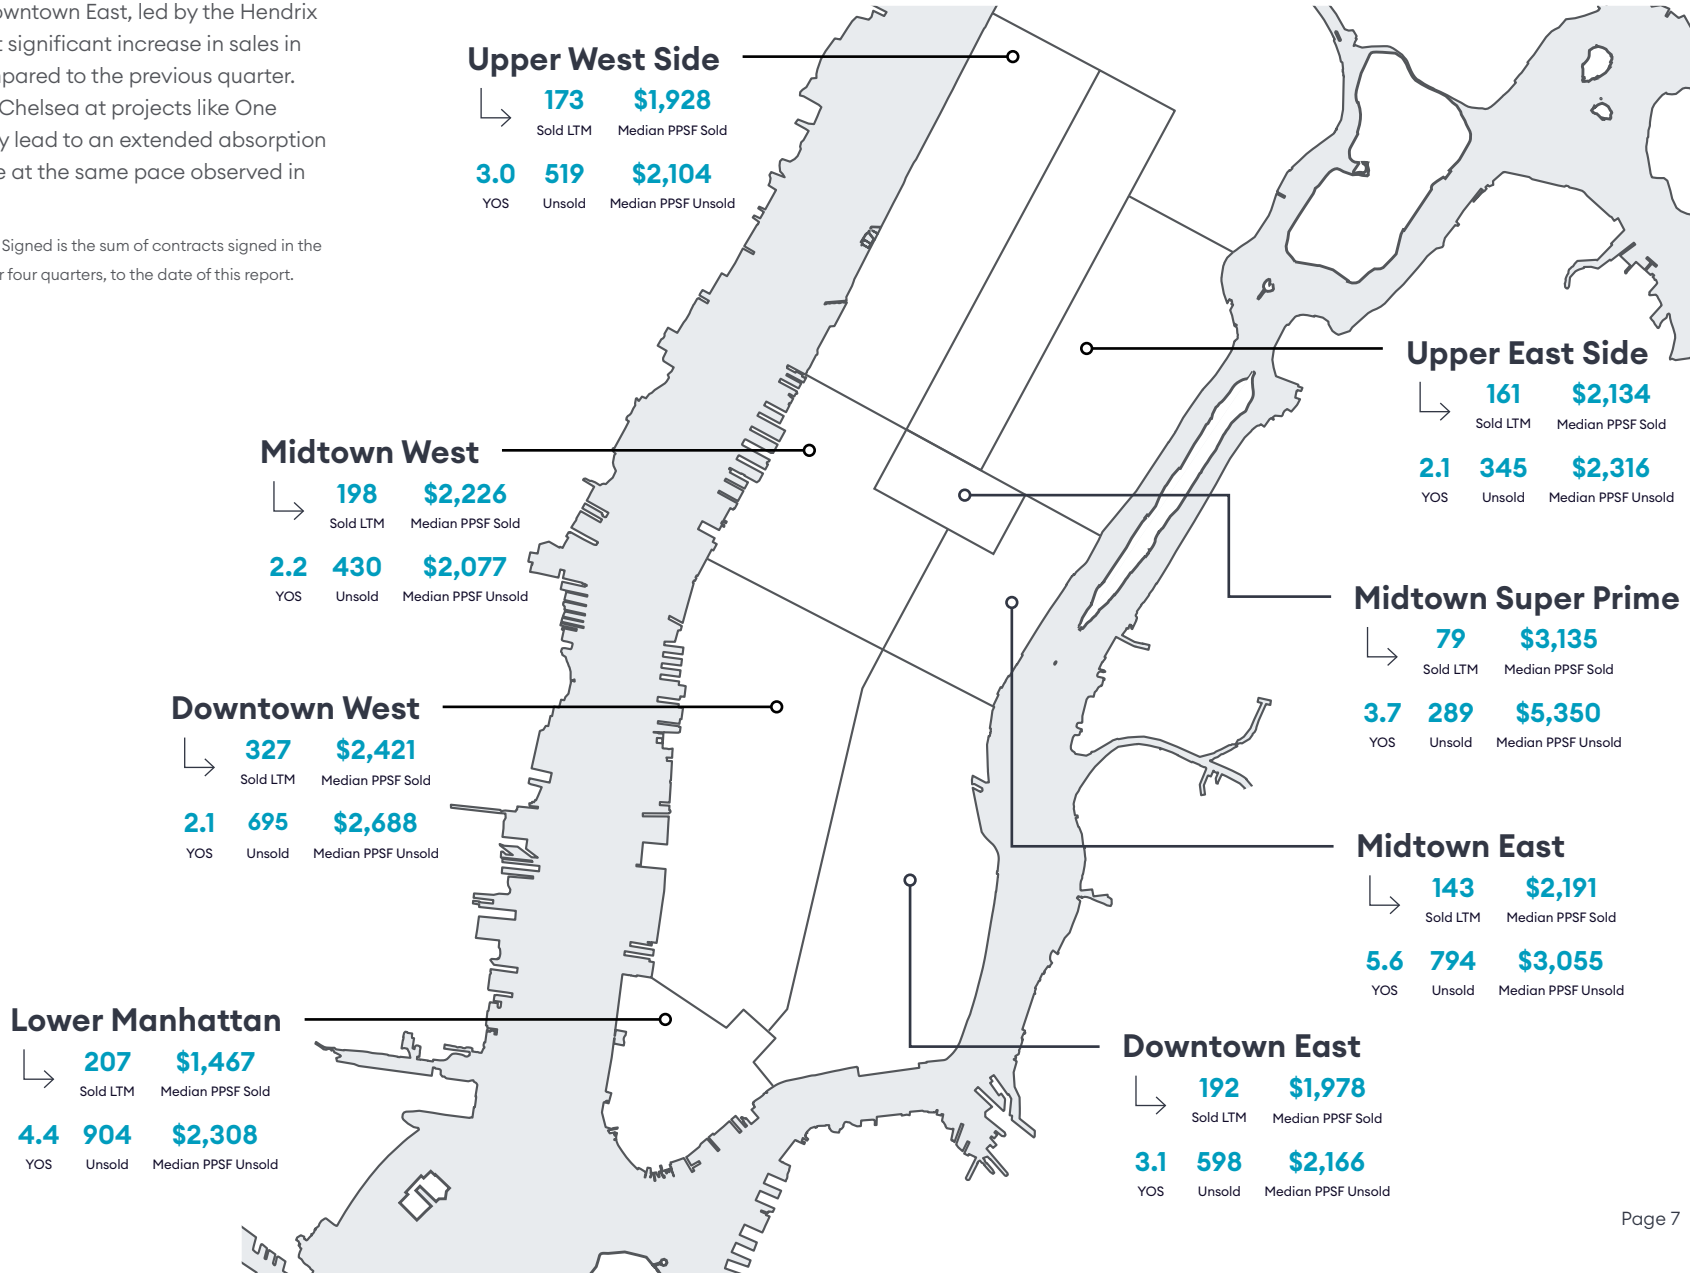 owntown East, led by the Hendrix
t significant increase in sales in
npared to the previous quarter.
Chelsea at projects like One
y lead to an extended absorption
e at the same pace observed in
Signed is the sum of contracts signed in the
r four quarters, to the date of this report.
Upper West Side
173 $1,928
Sold LTM Median PPSF Sold
3.0 519 $2,104
YOS Unsold Median PPSF Unsold
Upper East Side
161 $2,134
Sold LTM Median PPSF Sold
2.1 345 $2,316
YOS Unsold Median PPSF Unsold
Midtown West
198 $2,226
Sold LTM Median PPSF Sold
2.2 430 $2,077
YOS Unsold Median PPSF Unsold
Midtown Super Prime
79 $3,135
Sold LTM Median PPSF Sold
3.7 289 $5,350
YOS Unsold Median PPSF Unsold
Downtown West
327 $2,421
Sold LTM Median PPSF Sold
2.1 695 $2,688
YOS Unsold Median PPSF Unsold
Midtown East
143 $2,191
Sold LTM Median PPSF Sold
5.6 794 $3,055
YOS Unsold Median PPSF Unsold
Lower Manhattan
207 $1,467
Sold LTM Median PPSF Sold
4.4 904 $2,308
YOS Unsold Median PPSF Unsold
Downtown East
192 $1,978
Sold LTM Median PPSF Sold
3.1 598 $2,166
YOS Unsold Median PPSF Unsold
Page 7